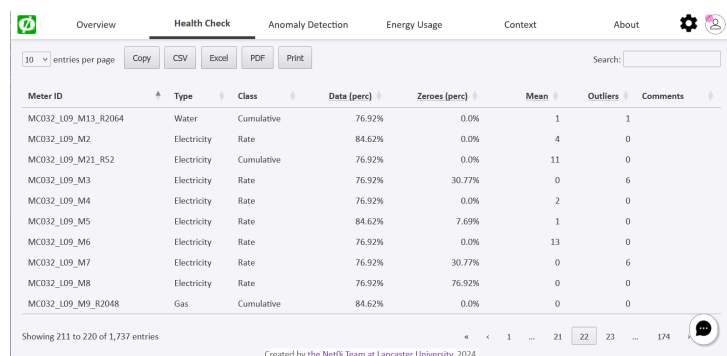 Overview Health Check Anomaly Detection Energy Usage Context About
10 entries per page Copy CSV Excel PDF Print Search:
Meter ID Type Class Data (perc) Zeroes (perc) Mean Outliers Comments
MC032_L09_M13_R2064 Water Cumulative 76.92% 0.0% 1 1
MC032_L09_M2 Electricity Rate 84.62% 0.0% 4 0
MC032_L09_M21_R52 Electricity Cumulative 76.92% 0.0% 11 0
MC032_L09_M3 Electricity Rate 76.92% 30.77% 0 6
MC032_L09_M4 Electricity Rate 76.92% 0.0% 2 0
MC032_L09_M5 Electricity Rate 84.62% 7.69% 1 0
MC032_L09_M6 Electricity Rate 76.92% 0.0% 13 0
MC032_L09_M7 Electricity Rate 76.92% 30.77% 0 6
MC032_L09_M8 Electricity Rate 76.92% 76.92% 0 0
MC032_L09_M9_R2048 Gas Cumulative 84.62% 0.0% 0 0
Showing 211 to 220 of 1,737 entries « ‹ 1 ... 21 22 23 ... 174 ›
Created by the Net0i Team at Lancaster University, 2024